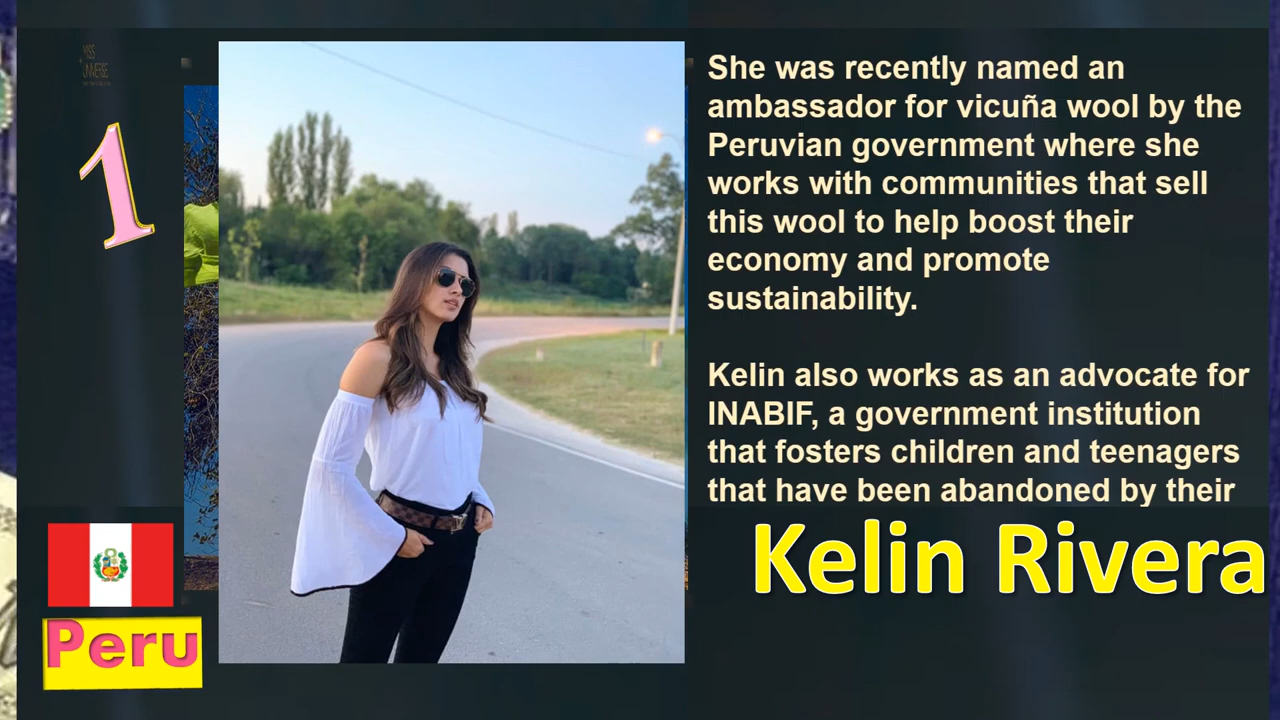 MISS
UNIVERSE
1
She was recently named an
ambassador for vicuña wool by the
Peruvian government where she
works with communities that sell
this wool to help boost their
economy and promote
sustainability.
Kelin also works as an advocate for
INABIF, a government institution
that fosters children and teenagers
that have been abandoned by their
Kelin Rivera
Peru